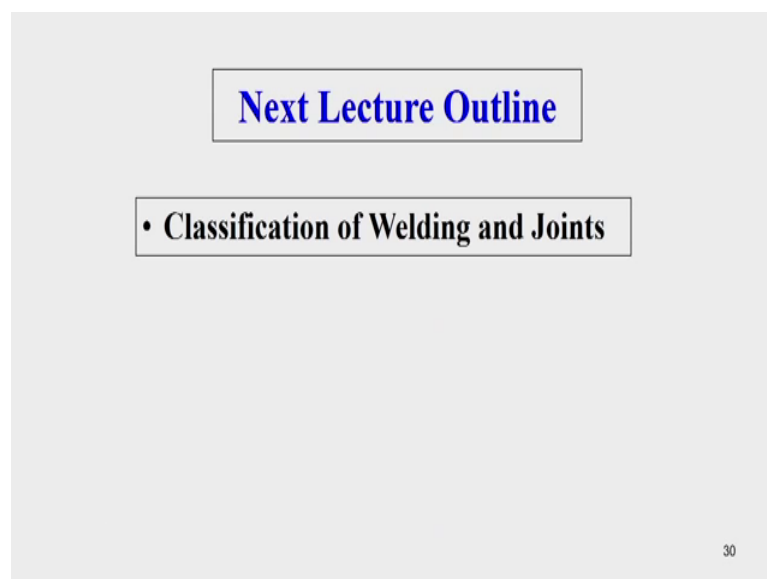 Next Lecture Outline
• Classification of Welding and Joints
30